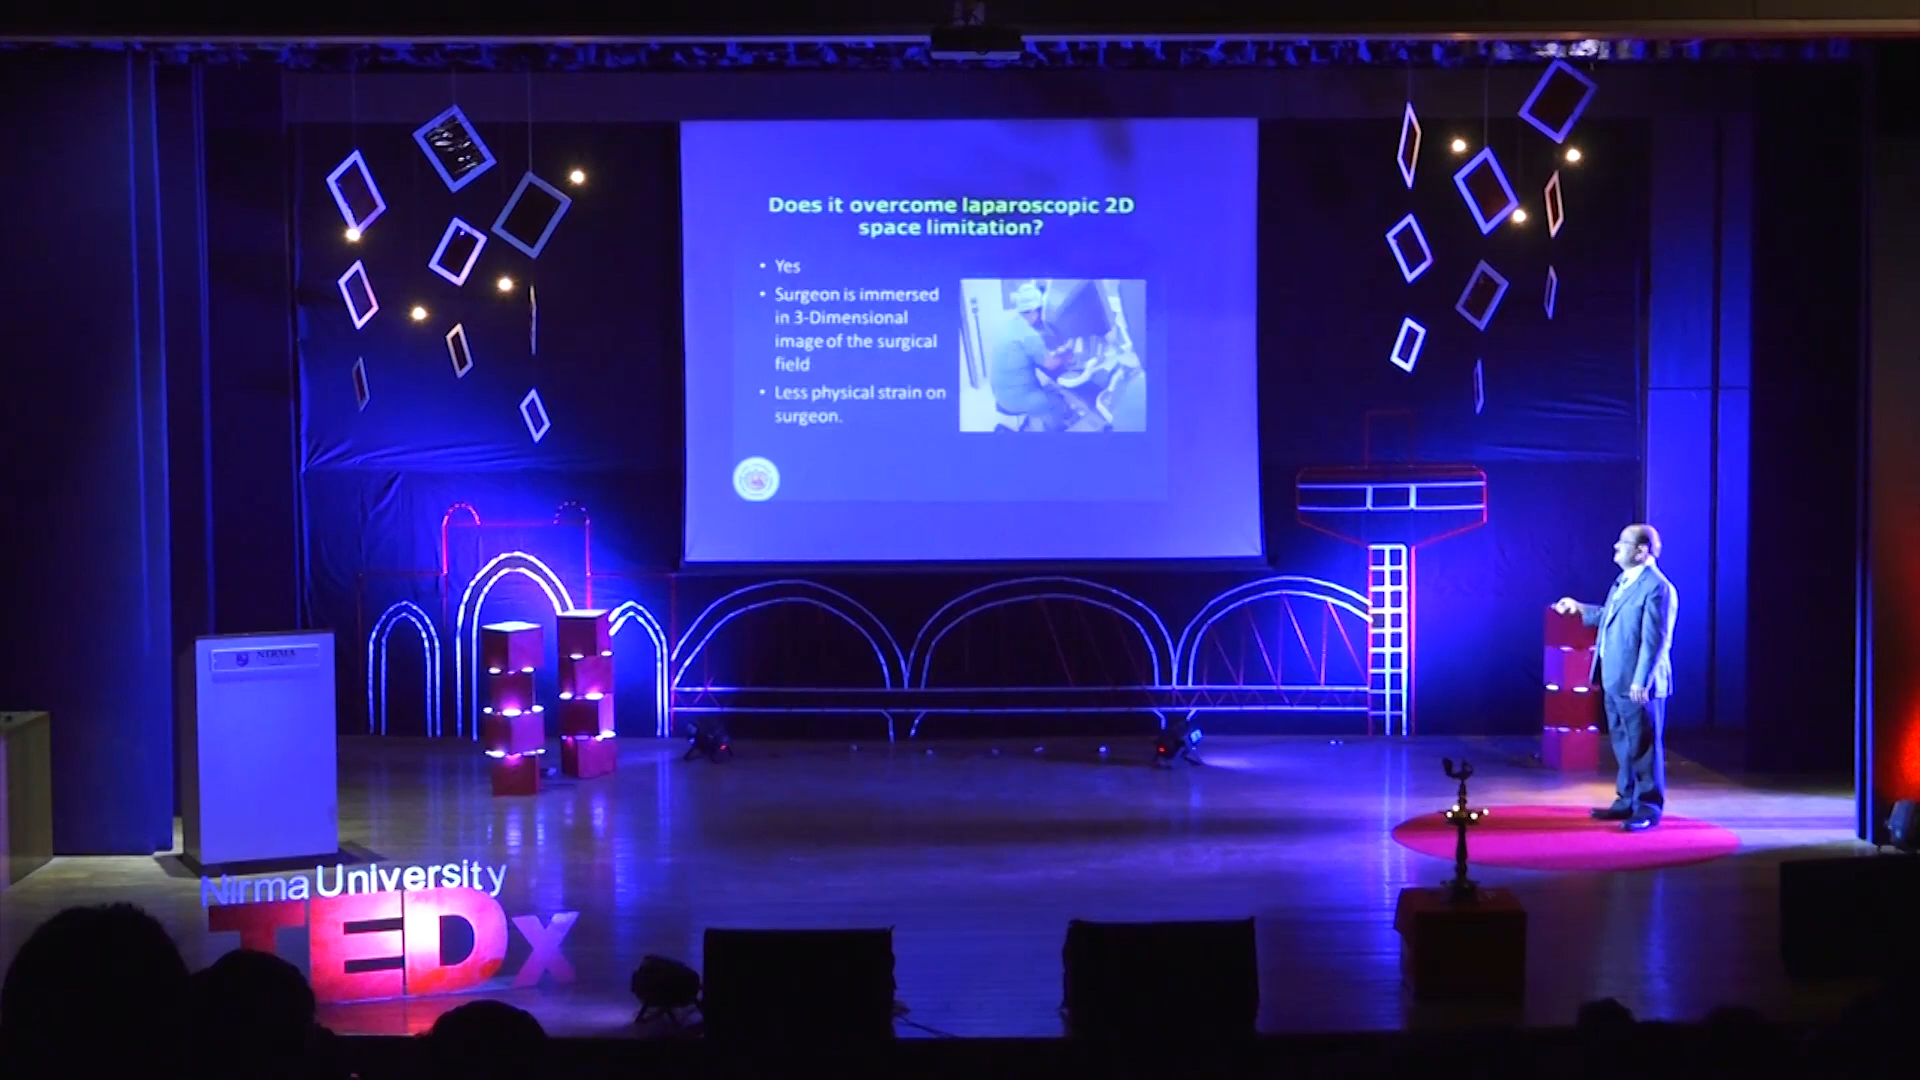 Does it overcome laparoscopic 2D
space limitation?
• Yes
• Surgeon is immersed
in 3-Dimensional
image of the surgical
field
• Less physical strain on
surgeon.
NIRMA
Nirma University
TEDx